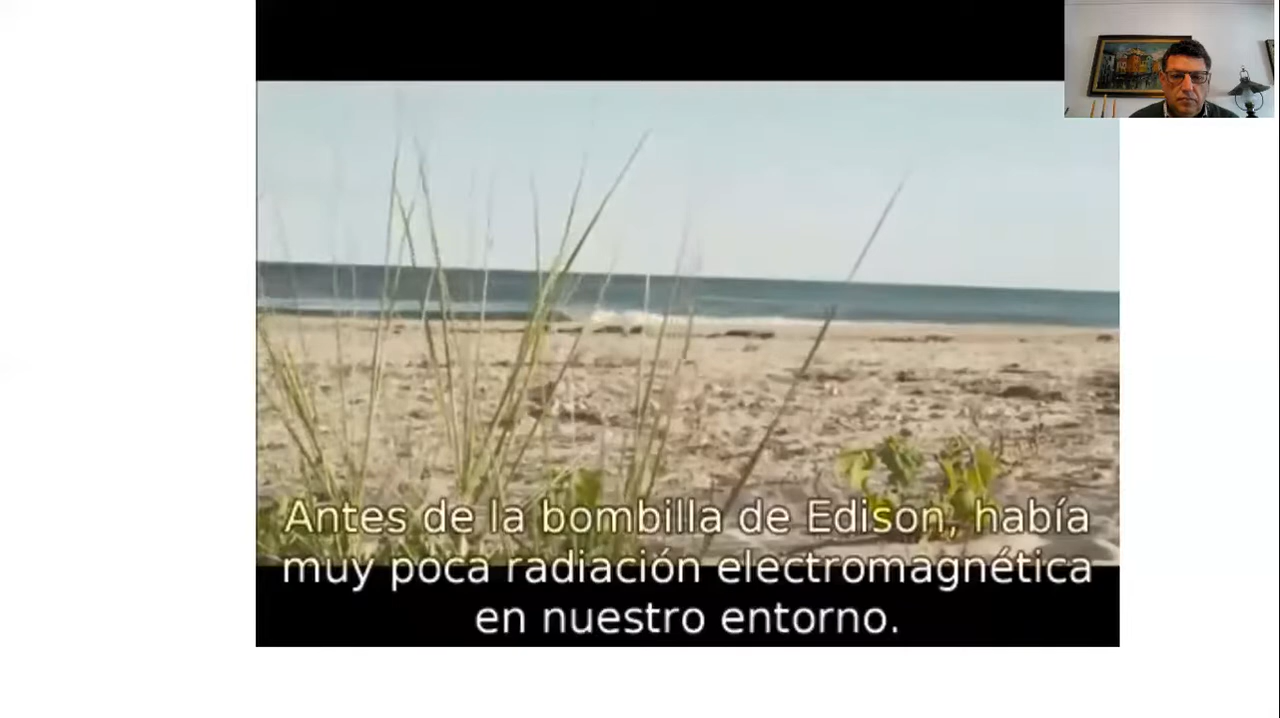 Antes de la bombilla de Edison, había
muy poca radiación electromagnética
en nuestro entorno.